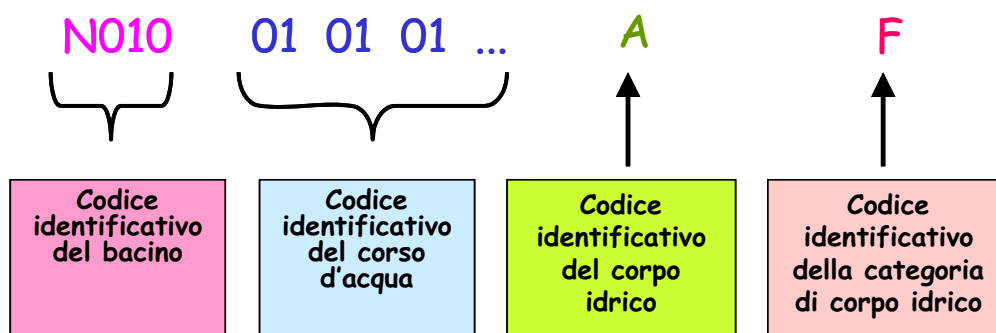 N010 01 01 01 ... A F
Codice
identificativo
del bacino
Codice
identificativo
del corso
d'acqua
Codice
identificativo
del corpo
idrico
Codice
identificativo
della categoria
di corpo idrico